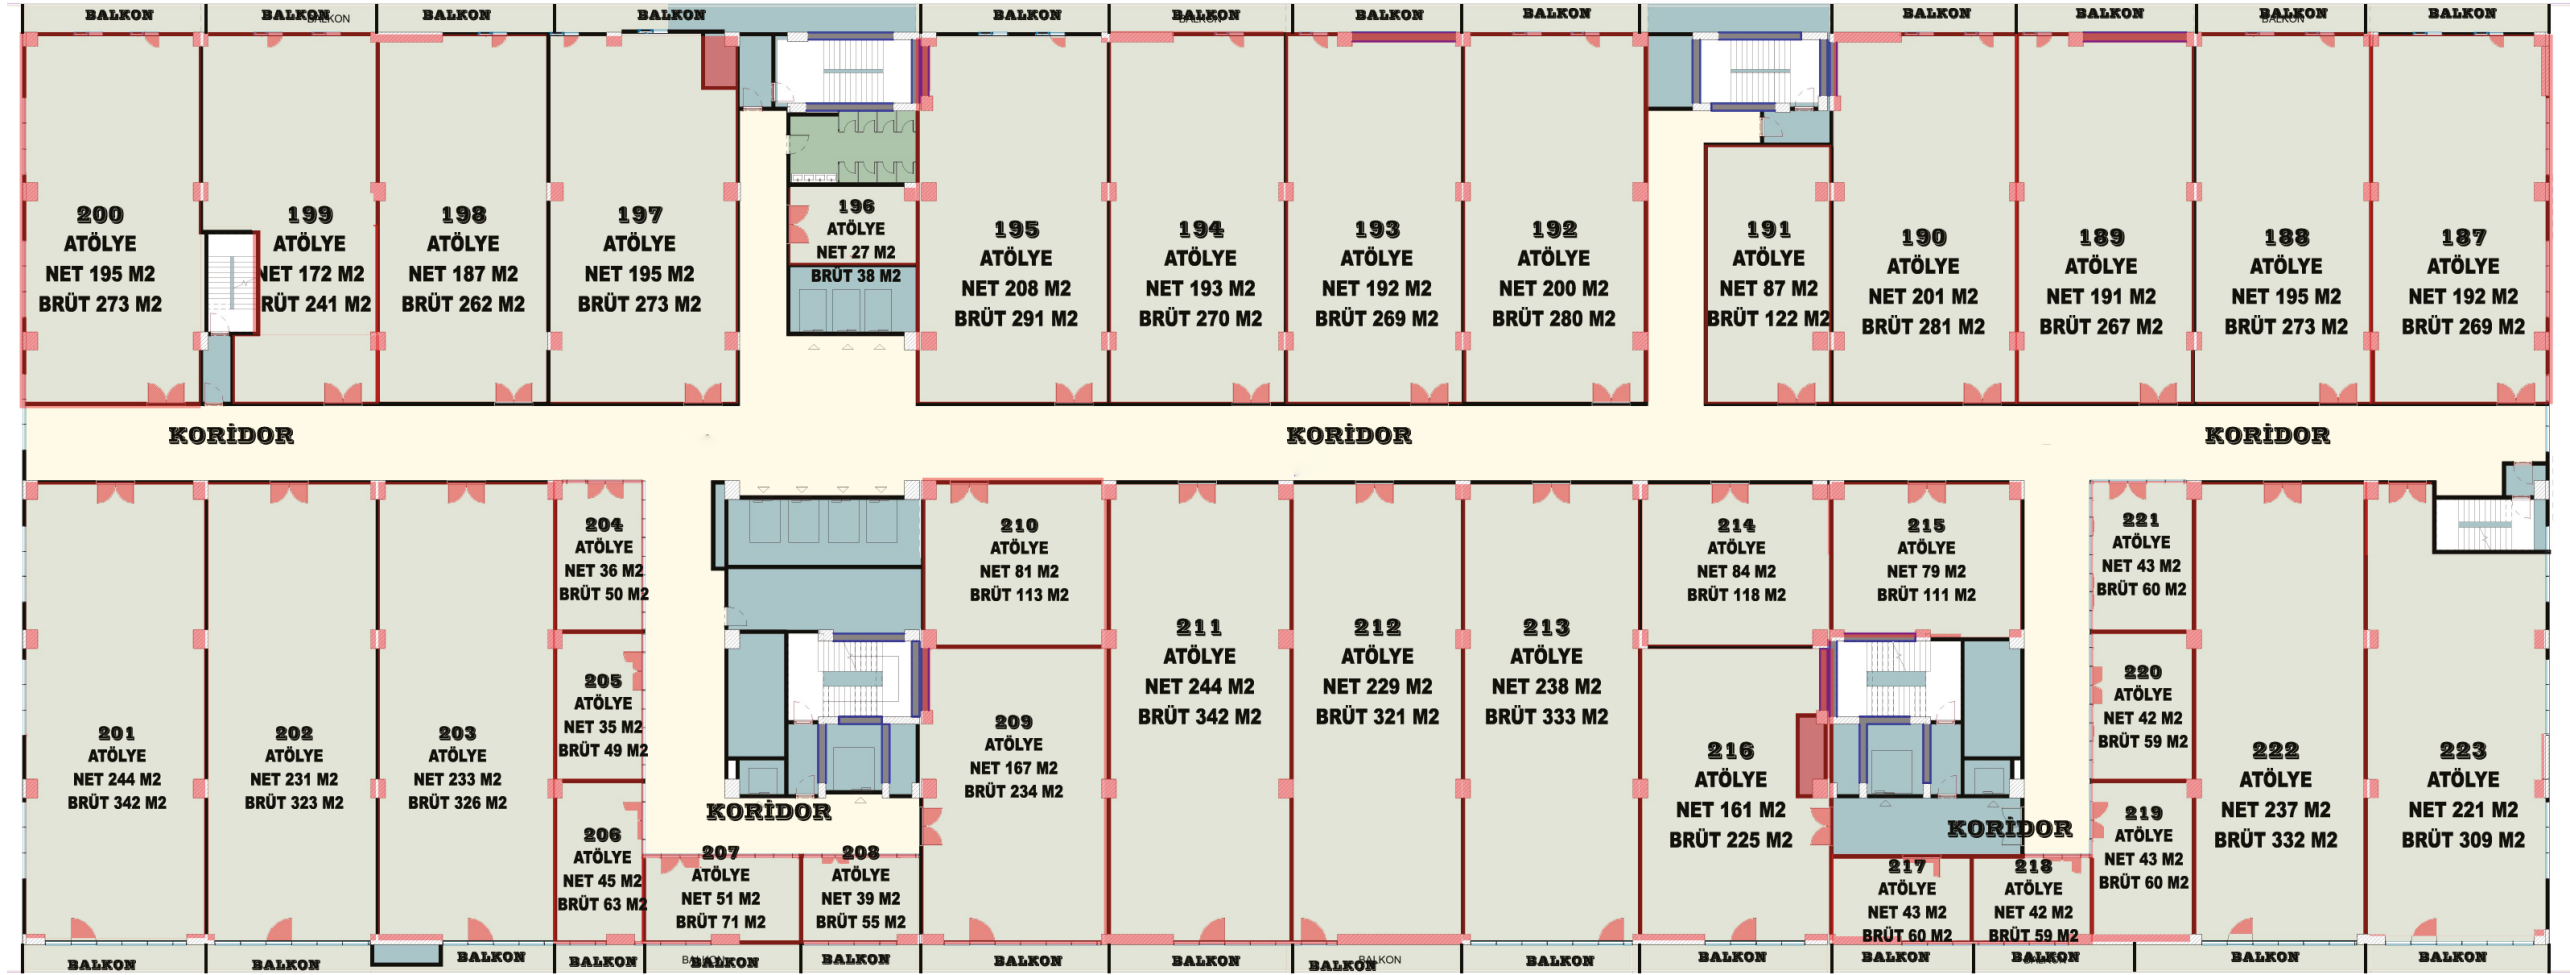 BALKON BALKON BALKON BALKON BALKON BALKON BALKON BALKON BALKON BALKON BALKON BALKON
BALKON BALKON BALKON
200
ATÖLYE
NET 195 M2
BRÜT 273 M2
199
ATÖLYE
NET 172 M2
RÜT 241 M2
198
ATÖLYE
NET 187 M2
BRÜT 262 M2
197
ATÖLYE
NET 195 M2
BRÜT 273 M2
196
ATÖLYE
NET 27 M2
BRÜT 38 M2
195
ATÖLYE
NET 208 M2
BRÜT 291 M2
194
ATÖLYE
NET 193 M2
BRÜT 270 M2
193
ATÖLYE
NET 192 M2
BRÜT 269 M2
192
ATÖLYE
NET 200 M2
BRÜT 280 M2
191
ATÖLYE
NET 87 M2
BRÜT 122 M2
190
ATÖLYE
NET 201 M2
BRÜT 281 M2
189
ATÖLYE
NET 191 M2
BRÜT 267 M2
188
ATÖLYE
NET 195 M2
BRÜT 273 M2
187
ATÖLYE
NET 192 M2
BRÜT 269 M2
KORİDOR KORİDOR KORİDOR
201
ATÖLYE
NET 244 M2
BRÜT 342 M2
202
ATÖLYE
NET 231 M2
BRÜT 323 M2
203
ATÖLYE
NET 233 M2
BRÜT 326 M2
204
ATÖLYE
NET 36 M2
BRÜT 50 M2
205
ATÖLYE
NET 35 M2
BRÜT 49 M2
206
ATÖLYE
NET 45 M2
BRÜT 63 M2
KORİDOR
207
ATÖLYE
NET 51 M2
BRÜT 71 M2
208
ATÖLYE
NET 39 M2
BRÜT 55 M2
210
ATÖLYE
NET 81 M2
BRÜT 113 M2
209
ATÖLYE
NET 167 M2
BRÜT 234 M2
211
ATÖLYE
NET 244 M2
BRÜT 342 M2
212
ATÖLYE
NET 229 M2
BRÜT 321 M2
213
ATÖLYE
NET 238 M2
BRÜT 333 M2
214
ATÖLYE
NET 84 M2
BRÜT 118 M2
216
ATÖLYE
NET 161 M2
BRÜT 225 M2
215
ATÖLYE
NET 79 M2
BRÜT 111 M2
KORİDOR
217
ATÖLYE
NET 43 M2
BRÜT 60 M2
218
ATÖLYE
NET 42 M2
BRÜT 59 M2
221
ATÖLYE
NET 43 M2
BRÜT 60 M2
220
ATÖLYE
NET 42 M2
BRÜT 59 M2
219
ATÖLYE
NET 43 M2
BRÜT 60 M2
222
ATÖLYE
NET 237 M2
BRÜT 332 M2
223
ATÖLYE
NET 221 M2
BRÜT 309 M2
BALKON BALKON BALKON BALKON BALKON BALKON BALKON BALKON BALKON BALKON BALKON BALKON BALKON BALKON BALKON
BALKON BALKON BALKON